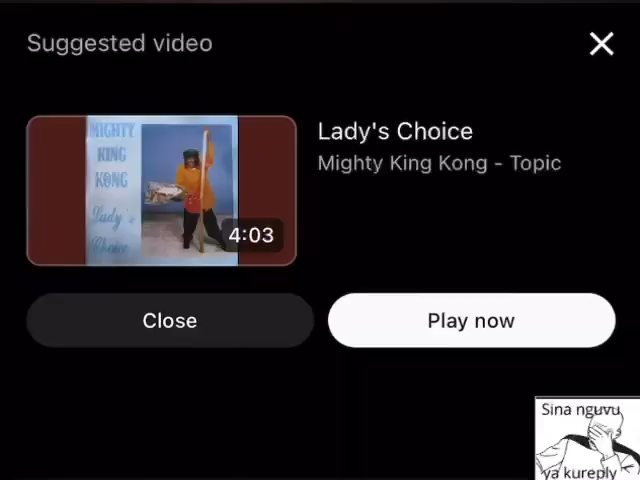 Suggested video
MIGHTY
KING
KONG
Lady's
Choice
4:03
Lady's Choice
Mighty King Kong - Topic
Close
Play now
Sina nguvu
ya kureply